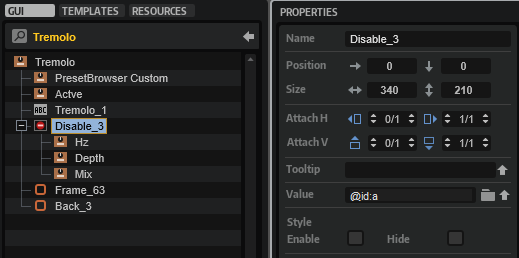 GUI TEMPLATES RESOURCES
Tremolo
Tremolo
PresetBrowser Custom
Actve
ABC Tremolo_1
Disable_3
Hz
Depth
Mix
Frame_63
Back_3
PROPERTIES
Name Disable_3
Position 0 0
Size 340 210
Attach H 0/1 1/1
Attach V 0/1 1/1
Tooltip
Value @id:a
Style
Enable Hide